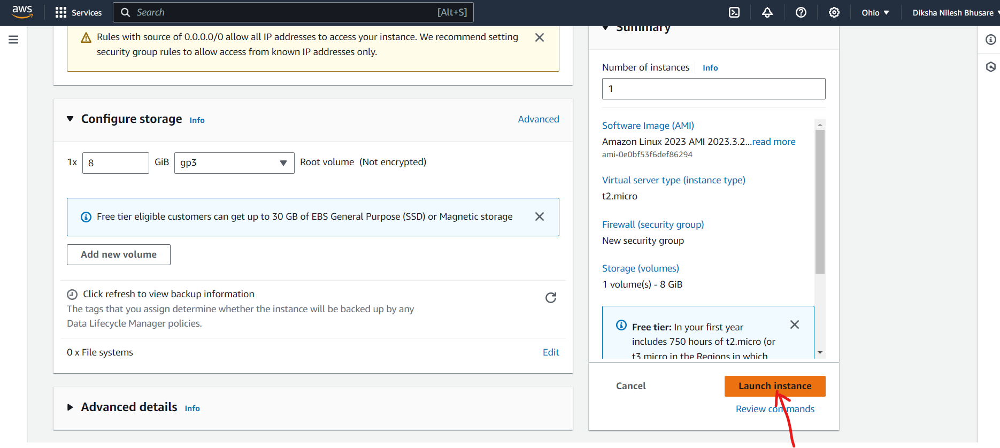 aws
Services
Search
[Alt+S]
Ohio
Diksha Nilesh Bhusare
Rules with source of 0.0.0.0/0 allow all IP addresses to access your instance. We recommend setting
security group rules to allow access from known IP addresses only.
Configure storage Info
Advanced
1x 8 GiB gp3 Root volume (Not encrypted)
Free tier eligible customers can get up to 30 GB of EBS General Purpose (SSD) or Magnetic storage
Add new volume
Click refresh to view backup information
The tags that you assign determine whether the instance will be backed up by any
Data Lifecycle Manager policies.
0 x File systems
Edit
Advanced details Info
Summary
Number of instances Info
1
Software Image (AMI)
Amazon Linux 2023 AMI 2023.3.2...read more
ami-0e0bf53f6def86294
Virtual server type (instance type)
t2.micro
Firewall (security group)
New security group
Storage (volumes)
1 volume(s) - 8 GiB
Free tier: In your first year
includes 750 hours of t2.micro (or
t3.micro in the Regions in which
Cancel
Launch instance
Review commands